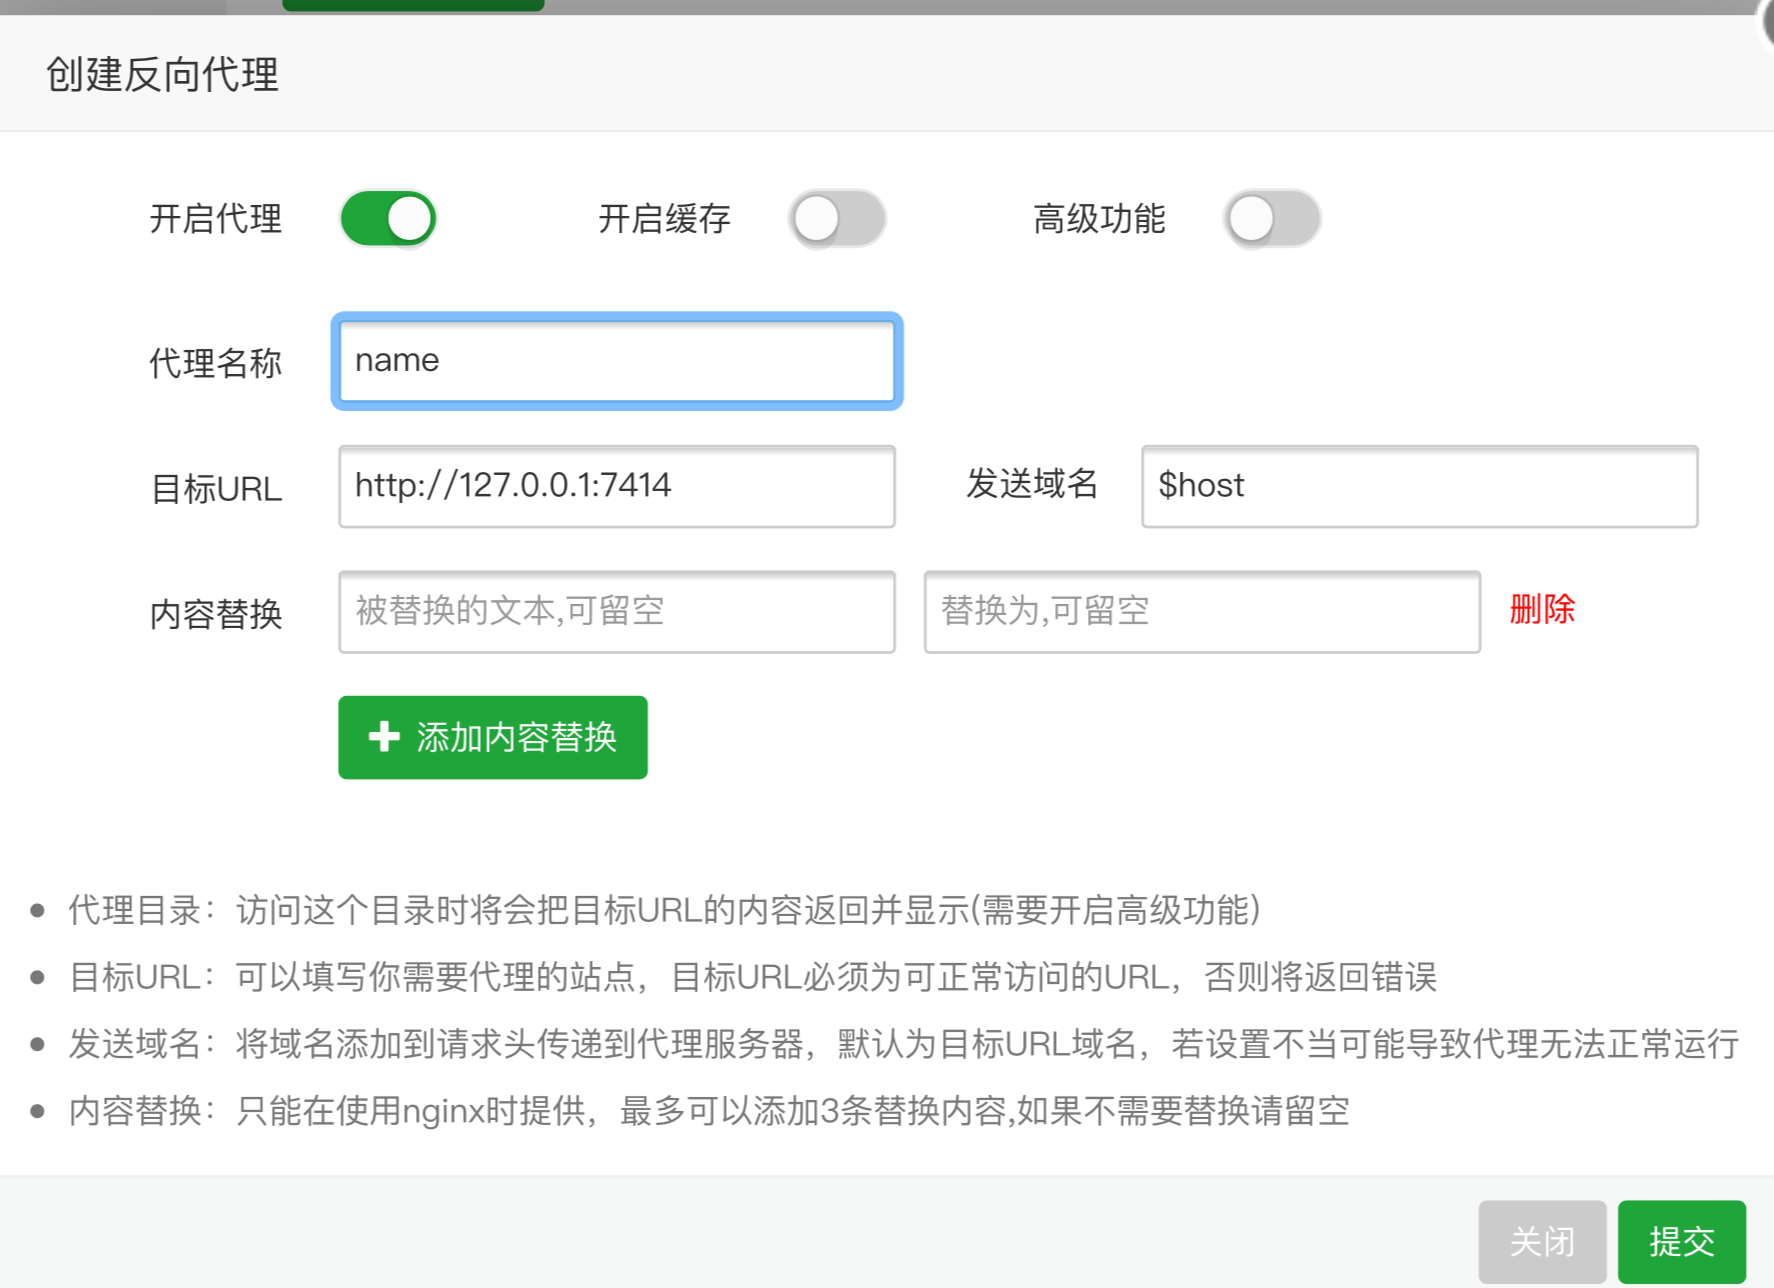 创建反向代理
开启代理 开启缓存 高级功能
代理名称 name
目标URL http://127.0.0.1:7414 发送域名 $host
内容替换 被替换的文本,可留空 替换为,可留空 删除
添加内容替换
代理目录：访问这个目录时将会把目标URL的内容返回并显示(需要开启高级功能)
目标URL：可以填写你需要代理的站点，目标URL必须为可正常访问的URL，否则将返回错误
发送域名：将域名添加到请求头传递到代理服务器，默认为目标URL域名，若设置不当可能导致代理无法正常运行
内容替换：只能在使用nginx时提供，最多可以添加3条替换内容,如果不需要替换请留空
关闭 提交